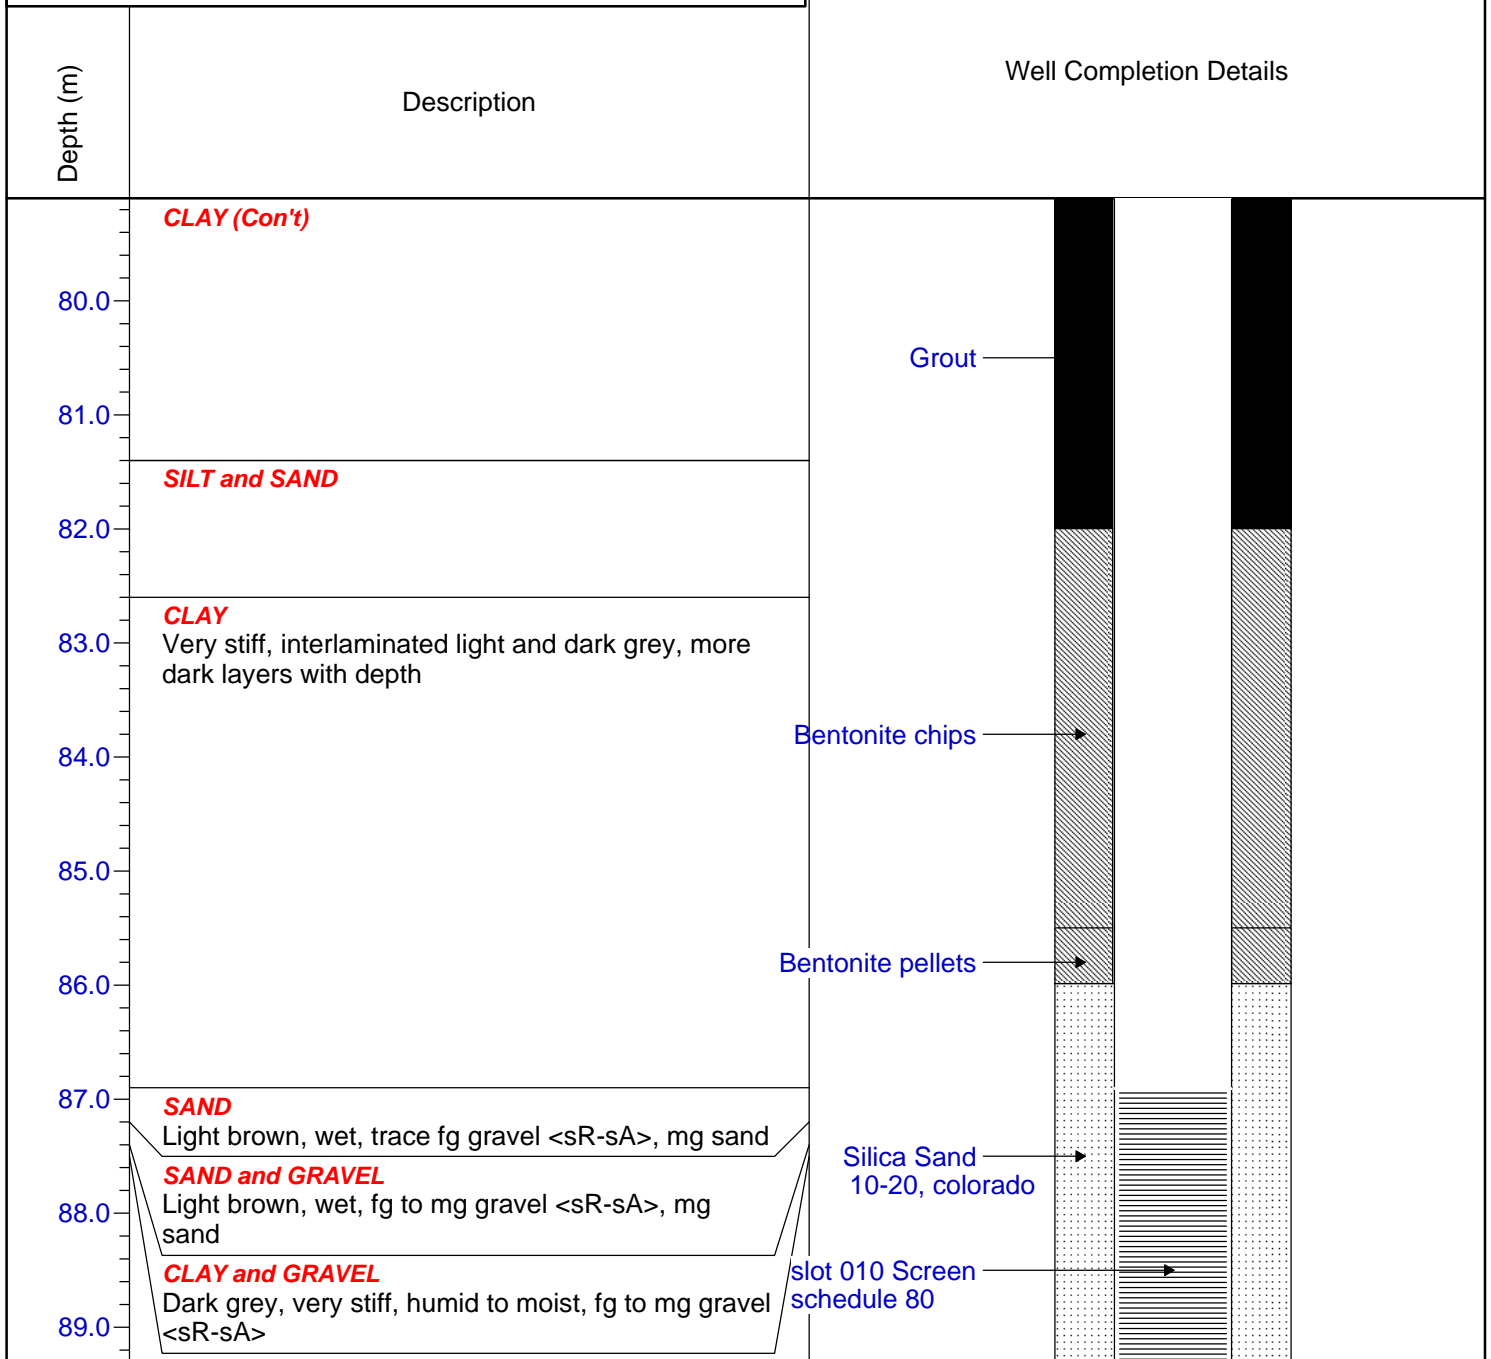 Depth (m)
Description
Well Completion Details
CLAY (Con't)
80.0
Grout
81.0
SILT and SAND
82.0
CLAY
83.0
Very stiff, interlaminated light and dark grey, more
dark layers with depth
Bentonite chips
84.0
85.0
Bentonite pellets
86.0
87.0
SAND
Light brown, wet, trace fg gravel <sR-sA>, mg sand
Silica Sand
10-20, colorado
SAND and GRAVEL
Light brown, wet, fg to mg gravel <sR-sA>, mg
sand
88.0
CLAY and GRAVEL
Dark grey, very stiff, humid to moist, fg to mg gravel
<sR-sA>
slot 010 Screen
schedule 80
89.0